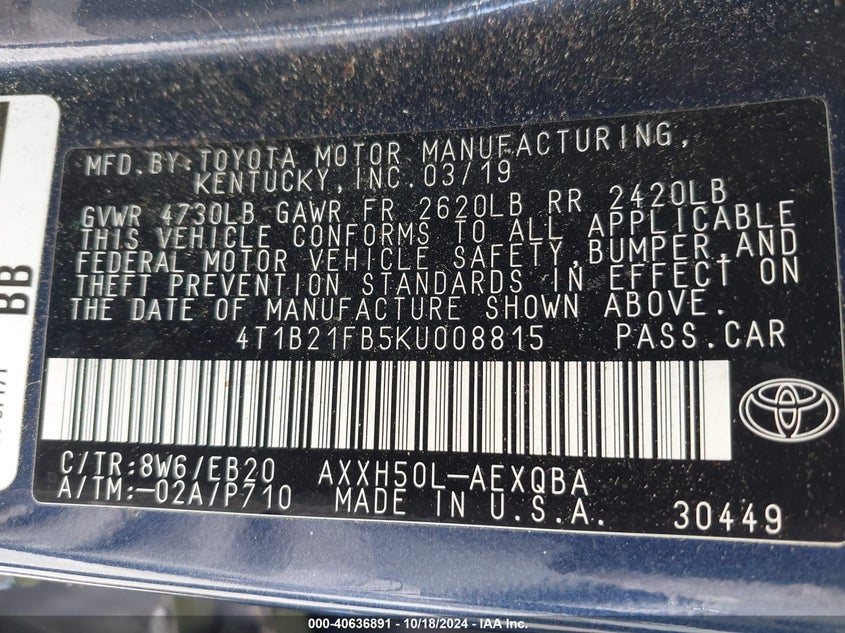 MFD.BY:TOYOTA MOTOR MANUFACTURING,
KENTUCKY,INC.03/19
GVWR 4730LB GAWR FR 2620LB RR 2420LB
THIS VEHICLE CONFORMS TO ALL APPLICABLE
FEDERAL MOTOR VEHICLE SAFETY,BUMPER,AND
THEFT PREVENTION STANDARDS IN EFFECT ON
THE DATE OF MANUFACTURE SHOWN ABOVE.
4T1B21FB5KU008815 PASS.CAR
C/TR:8W6/EB20 AXXH50L-AEXQBA
A/TM:-02A/P710 MADE IN U.S.A. 30449
BB
000-40636891 - 10/18/2024 - IAA Inc.